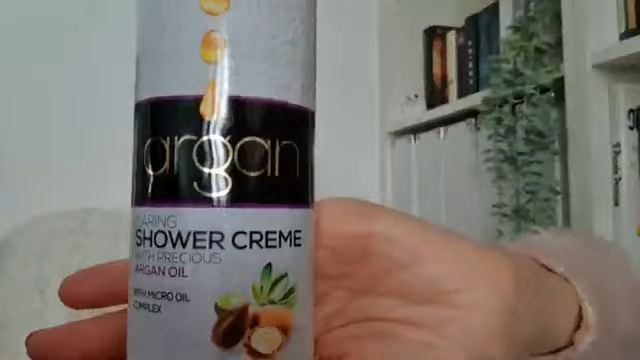 argan
CARING
SHOWER CREME
WITH PRECIOUS
ARGAN OIL
WITH MICRO OIL
COMPLEX